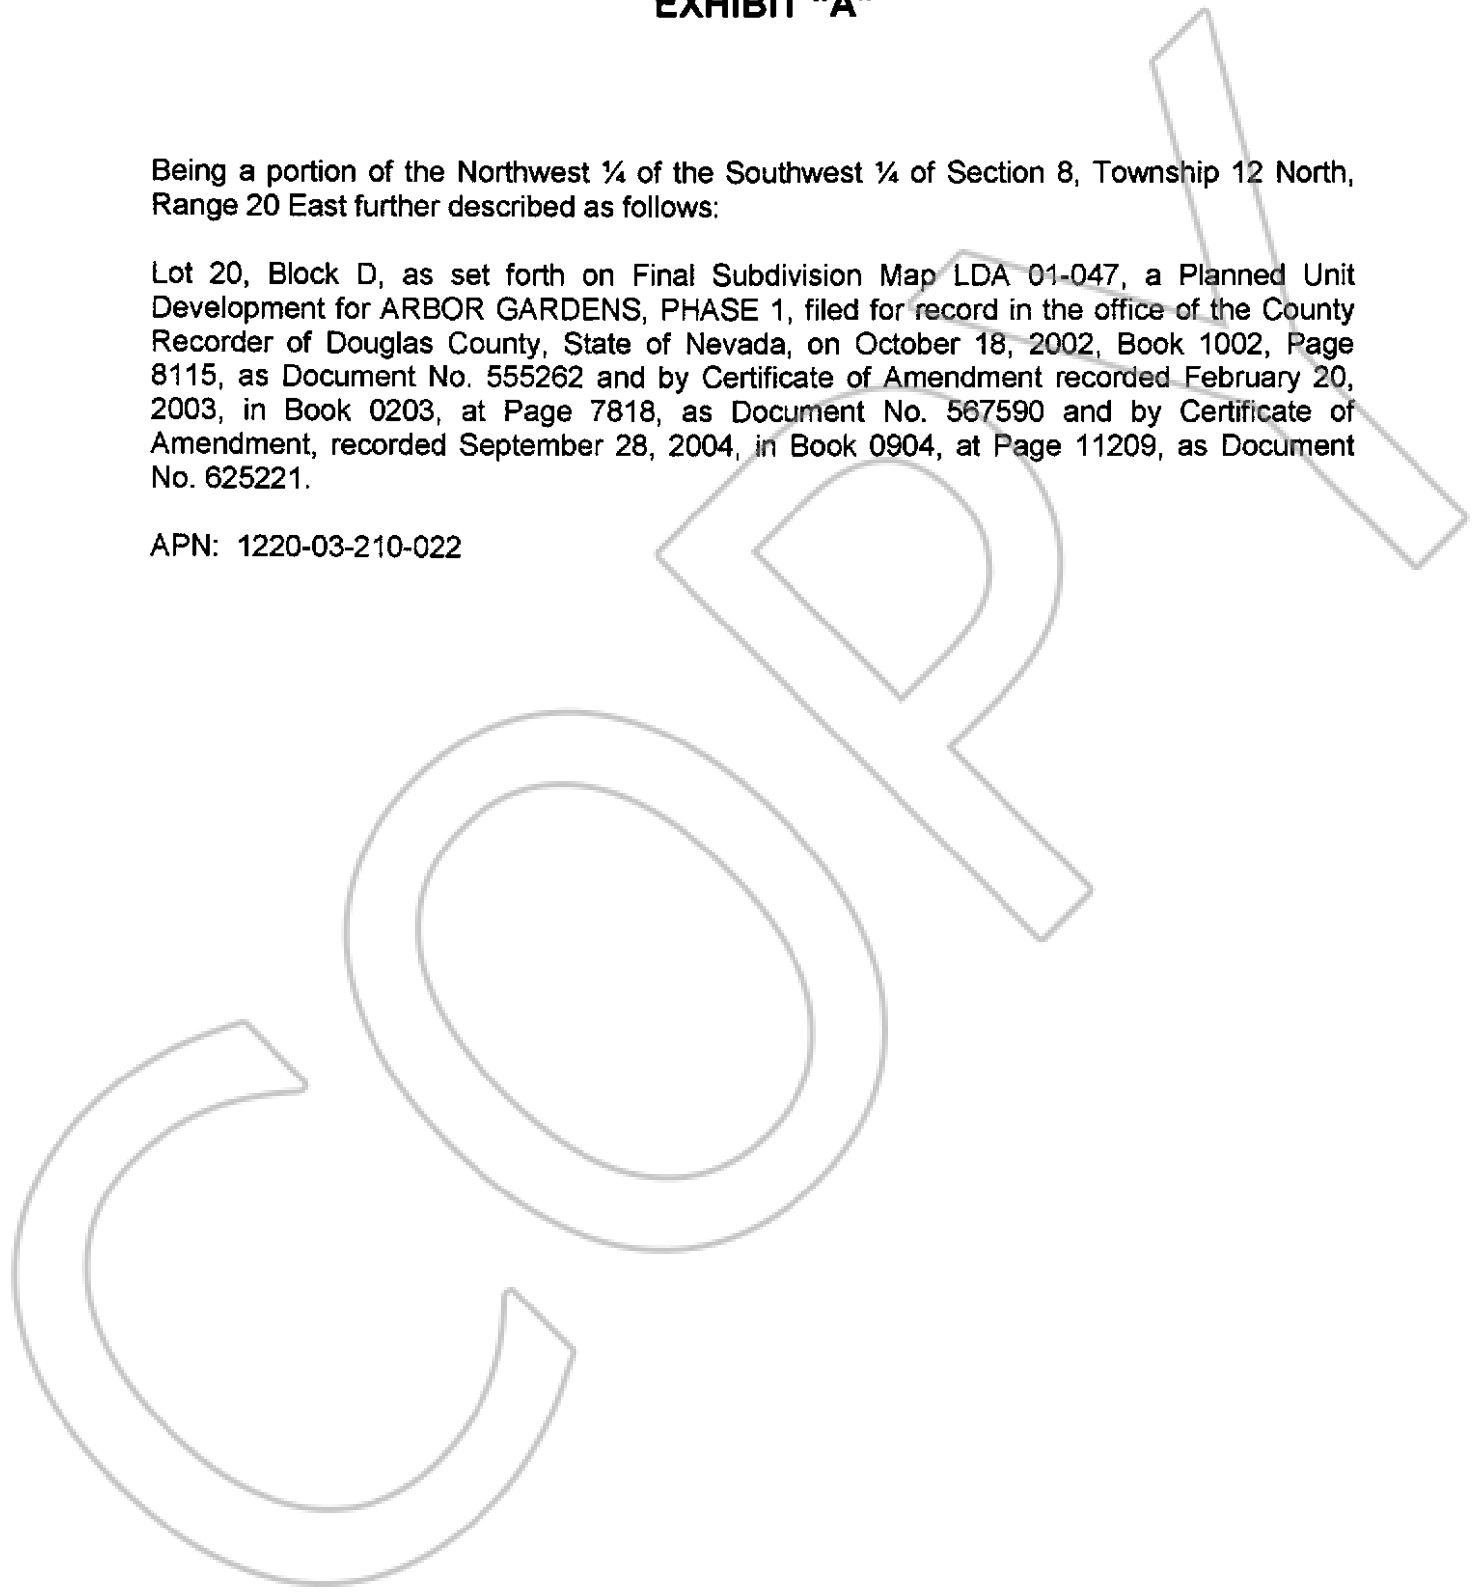 EXHIBIT "A"
Being a portion of the Northwest ¼ of the Southwest ¼ of Section 8, Township 12 North,
Range 20 East further described as follows:
Lot 20, Block D, as set forth on Final Subdivision Map LDA 01-047, a Planned Unit
Development for ARBOR GARDENS, PHASE 1, filed for record in the office of the County
Recorder of Douglas County, State of Nevada, on October 18, 2002, Book 1002, Page
8115, as Document No. 555262 and by Certificate of Amendment recorded February 20,
2003, in Book 0203, at Page 7818, as Document No. 567590 and by Certificate of
Amendment, recorded September 28, 2004, in Book 0904, at Page 11209, as Document
No. 625221.
APN: 1220-03-210-022
COPY